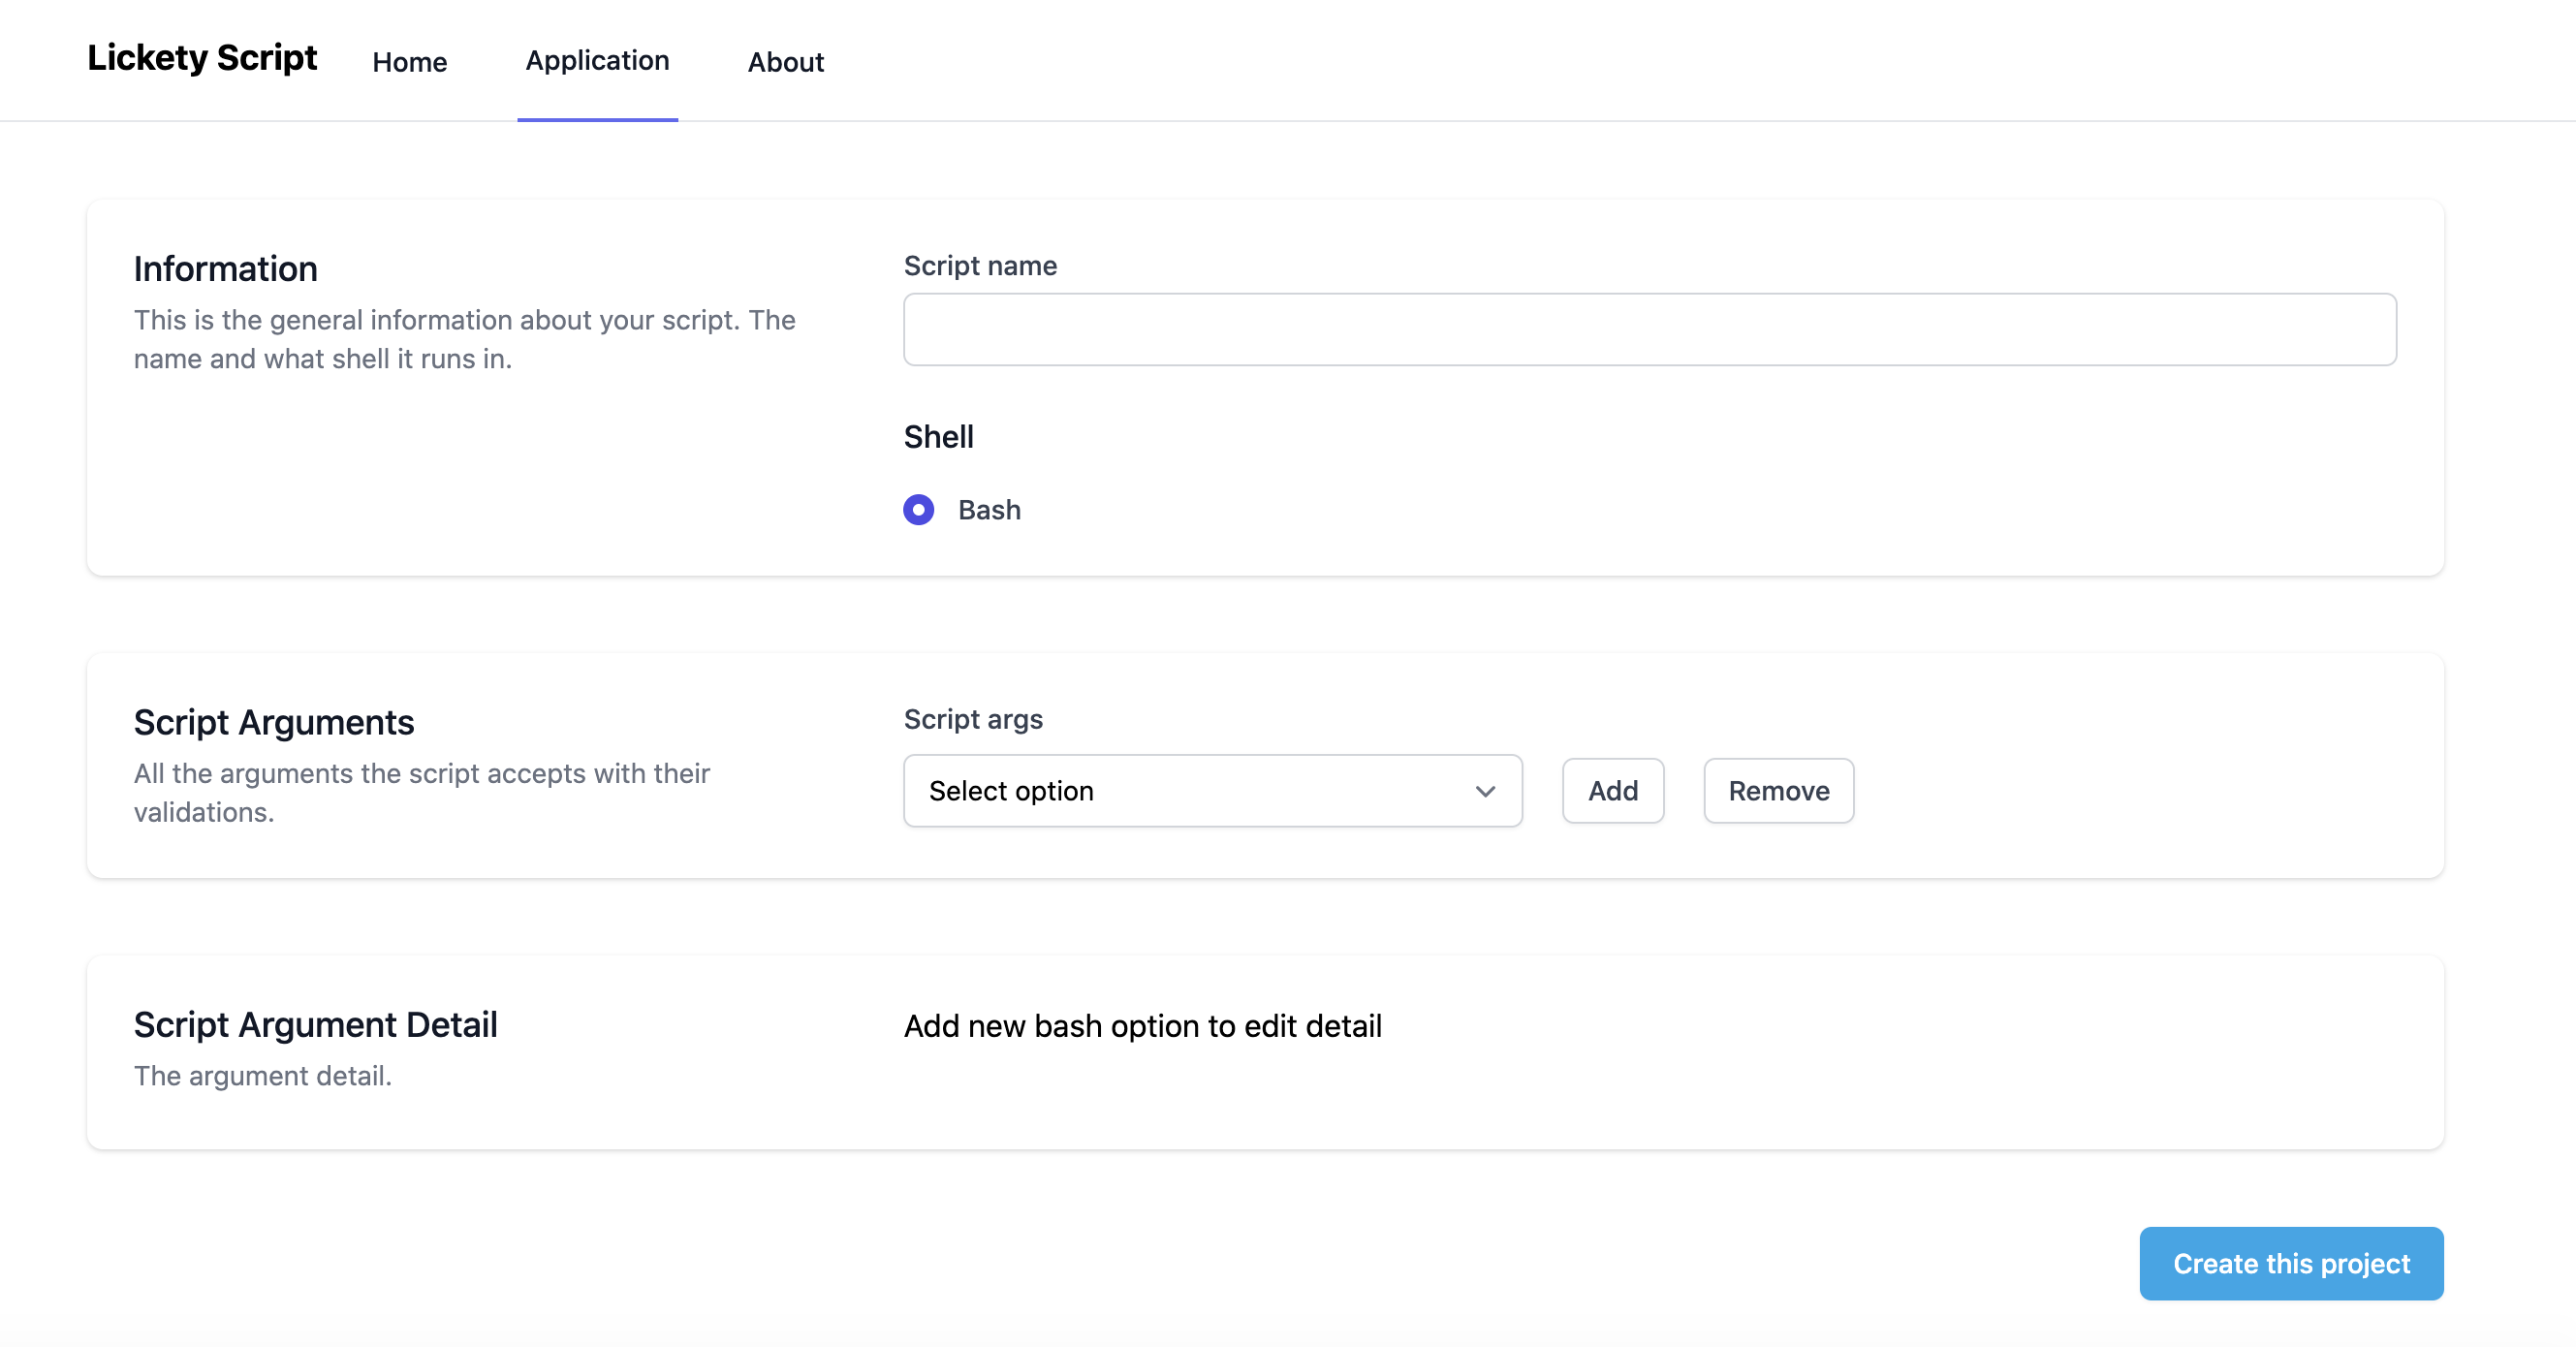 Lickety Script
Home
Application
About
Information
This is the general information about your script. The
name and what shell it runs in.
Script name
Shell
Bash
Script Arguments
All the arguments the script accepts with their
validations.
Script args
Select option
Add
Remove
Script Argument Detail
The argument detail.
Add new bash option to edit detail
Create this project